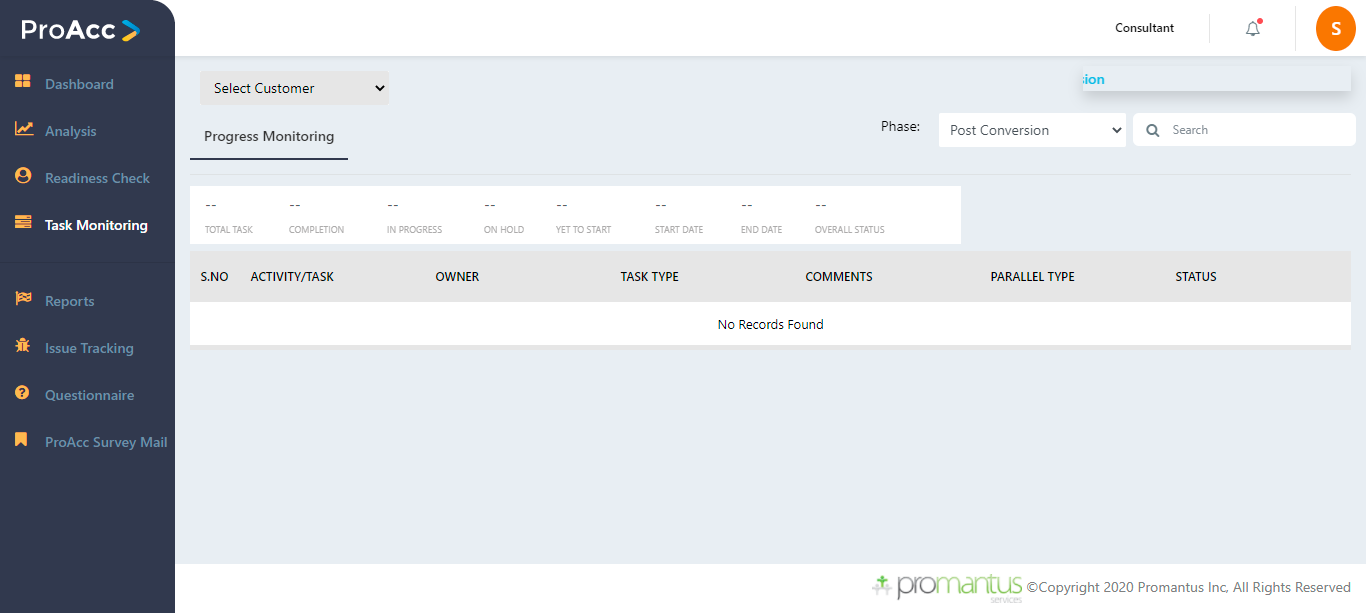 ProAcc
Consultant
S
Dashboard
Analysis
Readiness Check
Task Monitoring
Reports
Issue Tracking
Questionnaire
ProAcc Survey Mail
Select Customer
sion
Progress Monitoring
Phase:
Post Conversion
Search
-- -- -- -- -- -- -- --
TOTAL TASK COMPLETION IN PROGRESS ON HOLD YET TO START START DATE END DATE OVERALL STATUS
S.NO ACTIVITY/TASK OWNER TASK TYPE COMMENTS PARALLEL TYPE STATUS
No Records Found
promantus
services
©Copyright 2020 Promantus Inc, All Rights Reserved